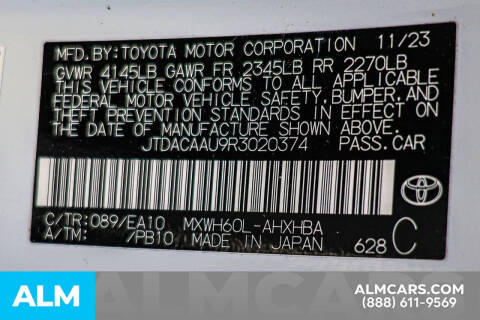 MFD. BY: TOYOTA MOTOR CORPORATION 11/23
GVWR 4145LB GAWR FR 2345LB RR 2270LB
THIS VEHICLE CONFORMS TO ALL APPLICABLE
FEDERAL MOTOR VEHICLE SAFETY, BUMPER, AND
THEFT PREVENTION STANDARDS IN EFFECT ON
THE DATE OF MANUFACTURE SHOWN ABOVE.
JTDACAAU9R3020374 PASS.CAR
C/TR:089/EA10 MXWH60L-AHXHBA
A/TM: /PB10 MADE IN JAPAN 628 C
TOYOTA
ALM
ALMCARS
ALMCARS.COM
(888) 611-9569